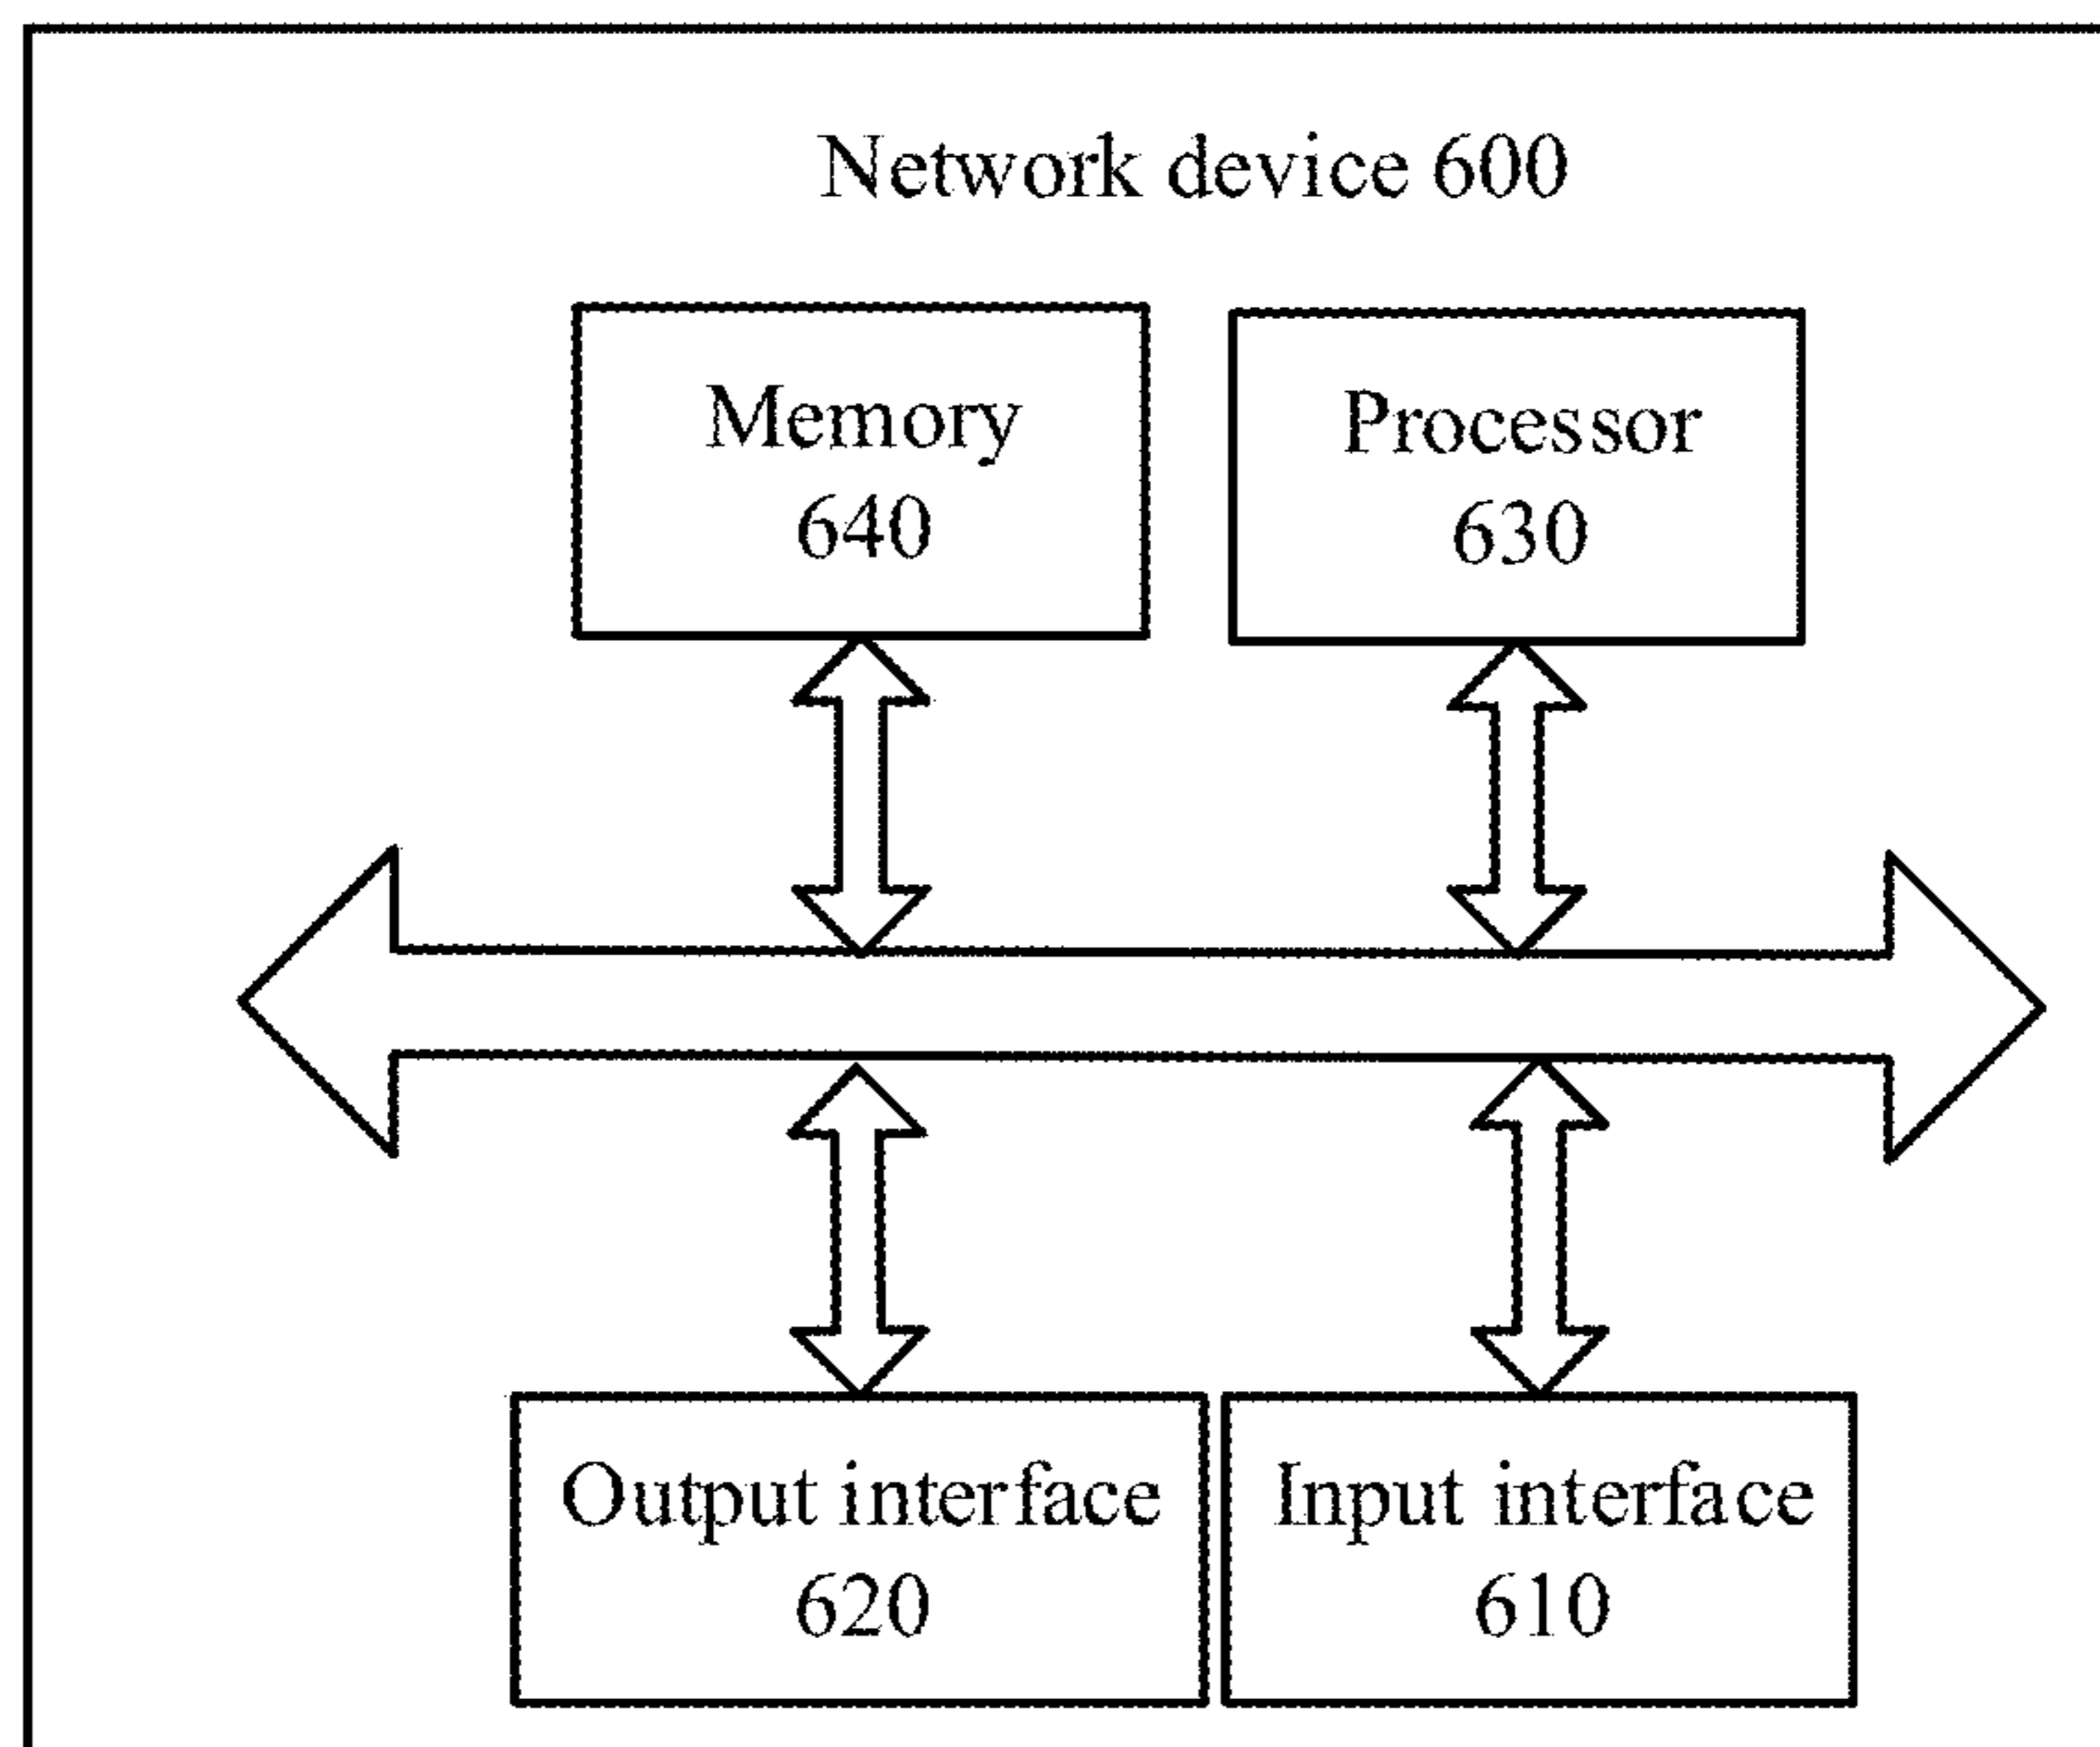 Network device 600
Memory
640
Processor
630
Output interface
620
Input interface
610